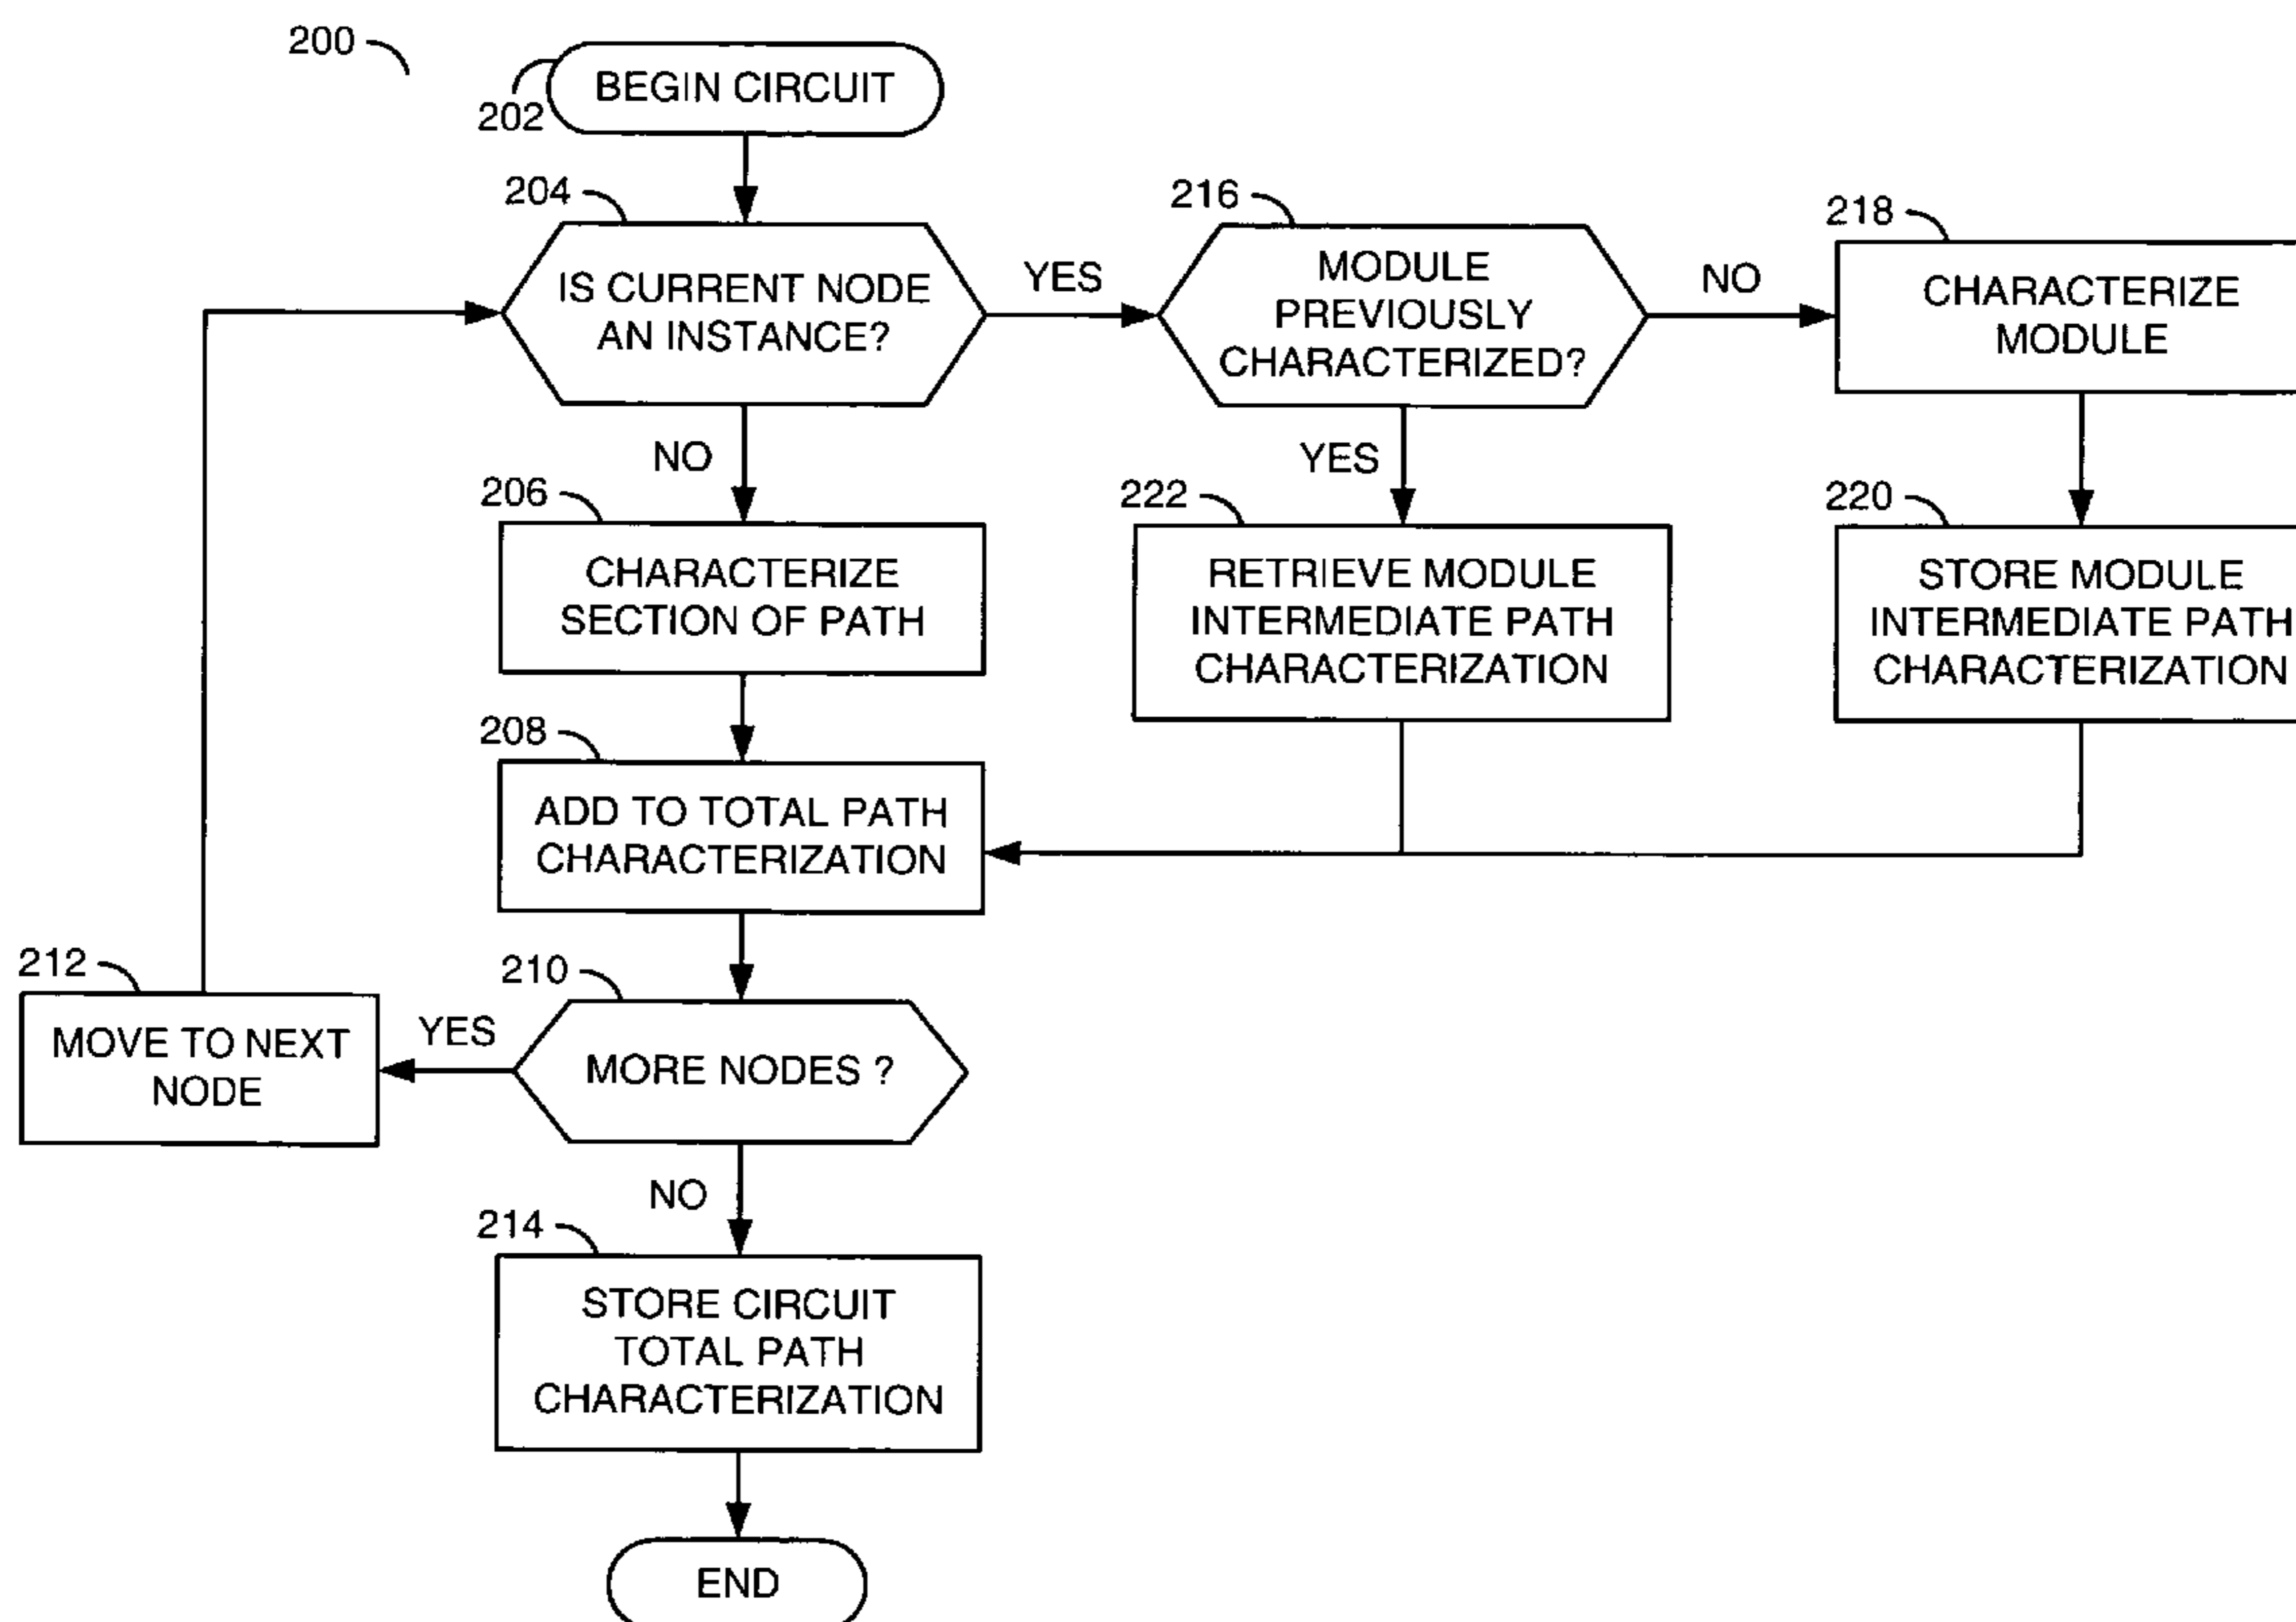 200
202
BEGIN CIRCUIT
204
IS CURRENT NODE
AN INSTANCE?
YES
216
MODULE
PREVIOUSLY
CHARACTERIZED?
NO
218
CHARACTERIZE
MODULE
NO
206
CHARACTERIZE
SECTION OF PATH
YES
222
RETRIEVE MODULE
INTERMEDIATE PATH
CHARACTERIZATION
220
STORE MODULE
INTERMEDIATE PATH
CHARACTERIZATION
208
ADD TO TOTAL PATH
CHARACTERIZATION
212
MOVE TO NEXT
NODE
YES
210
MORE NODES ?
NO
214
STORE CIRCUIT
TOTAL PATH
CHARACTERIZATION
END